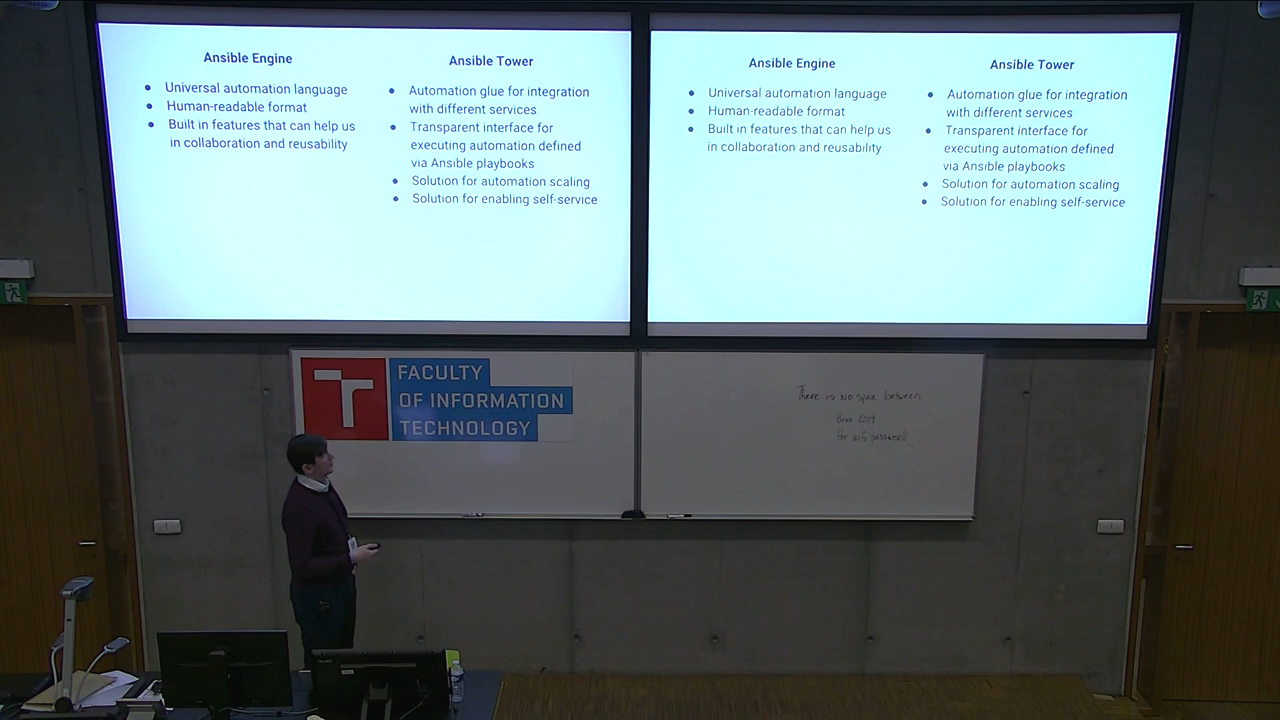 Ansible Engine
Universal automation language
Human-readable format
Built in features that can help us
in collaboration and reusability
Ansible Tower
Automation glue for integration
with different services
Transparent interface for
executing automation defined
via Ansible playbooks
Solution for automation scaling
Solution for enabling self-service
Ansible Engine
Universal automation language
Human-readable format
Built in features that can help us
in collaboration and reusability
Ansible Tower
Automation glue for integration
with different services
Transparent interface for
executing automation defined
via Ansible playbooks
Solution for automation scaling
Solution for enabling self-service
T
FACULTY
OF INFORMATION
TECHNOLOGY
There is NO space between
2019
for